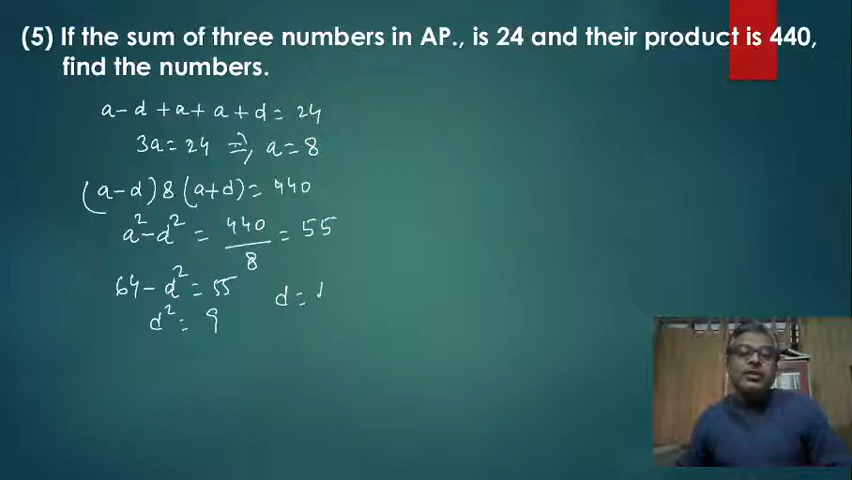 (5) If the sum of three numbers in AP., is 24 and their product is 440,
find the numbers.
a-d+a+a+d=24
3a=24 ⇒, a=8
(a-d)8(a+d)=440
a²-d²=440/8=55
64-d²=55
d=
d²=9